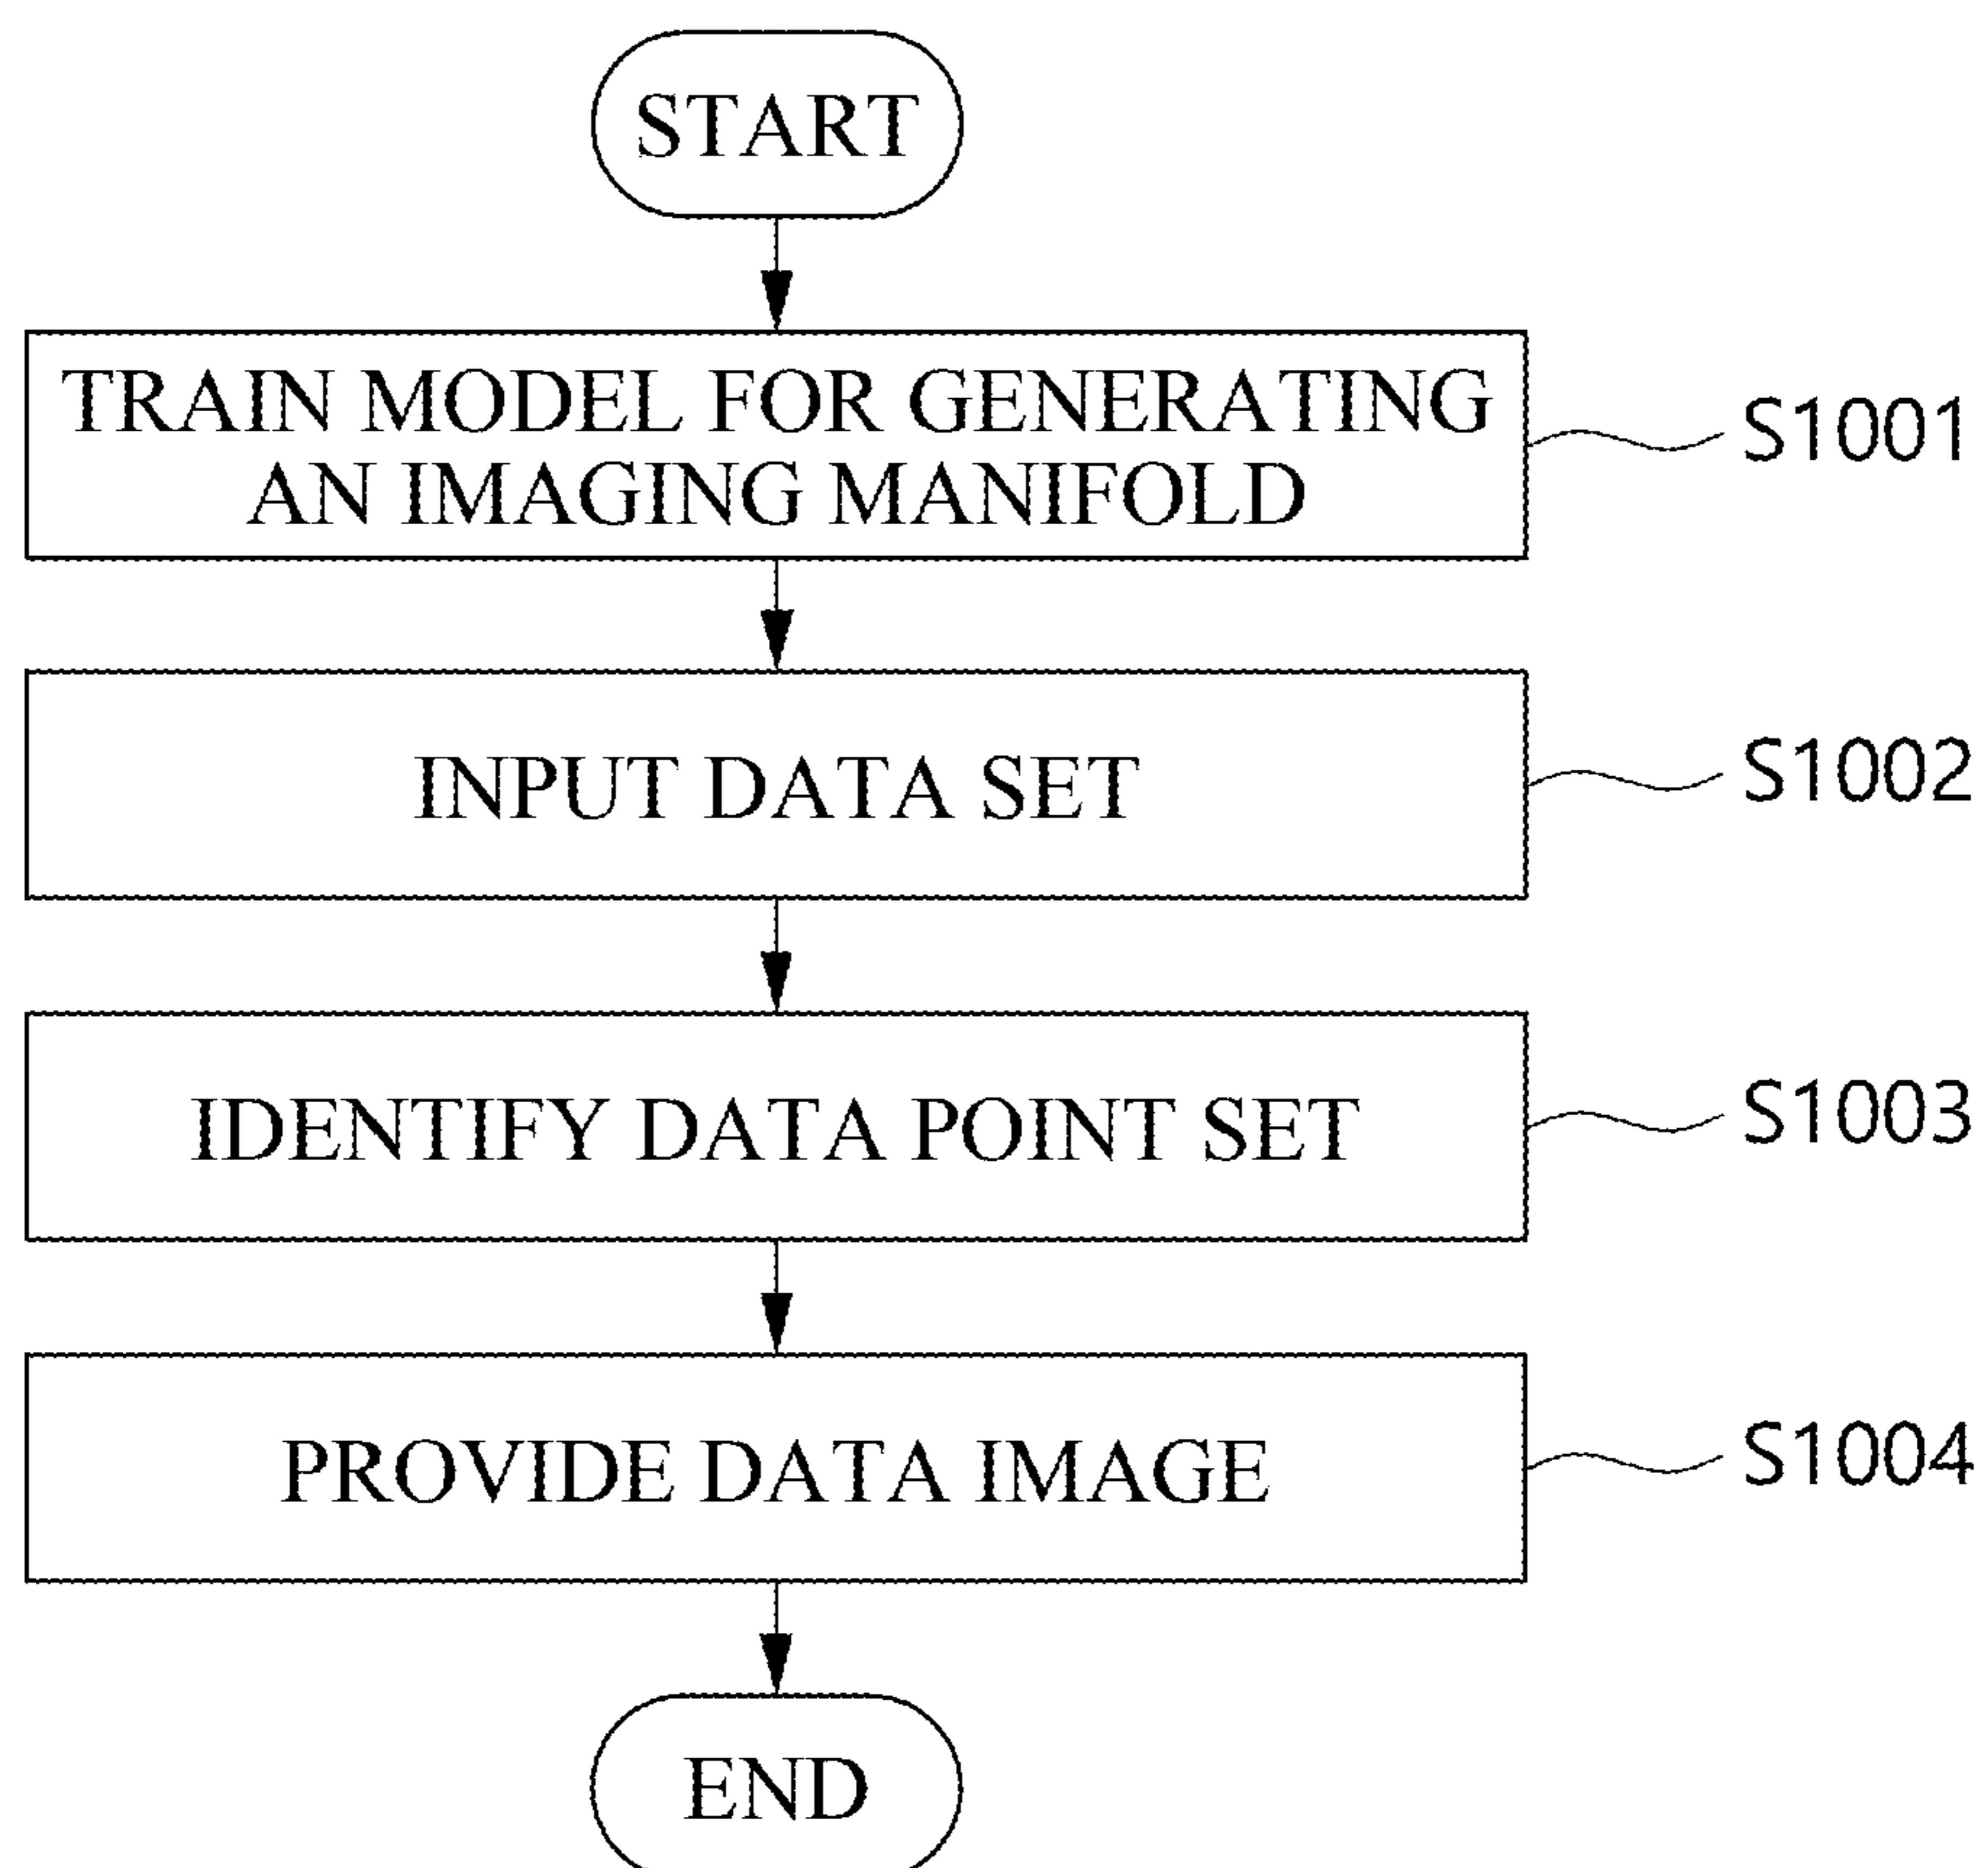 START
TRAIN MODEL FOR GENERATING
AN IMAGING MANIFOLD
S1001
INPUT DATA SET
S1002
IDENTIFY DATA POINT SET
S1003
PROVIDE DATA IMAGE
S1004
END